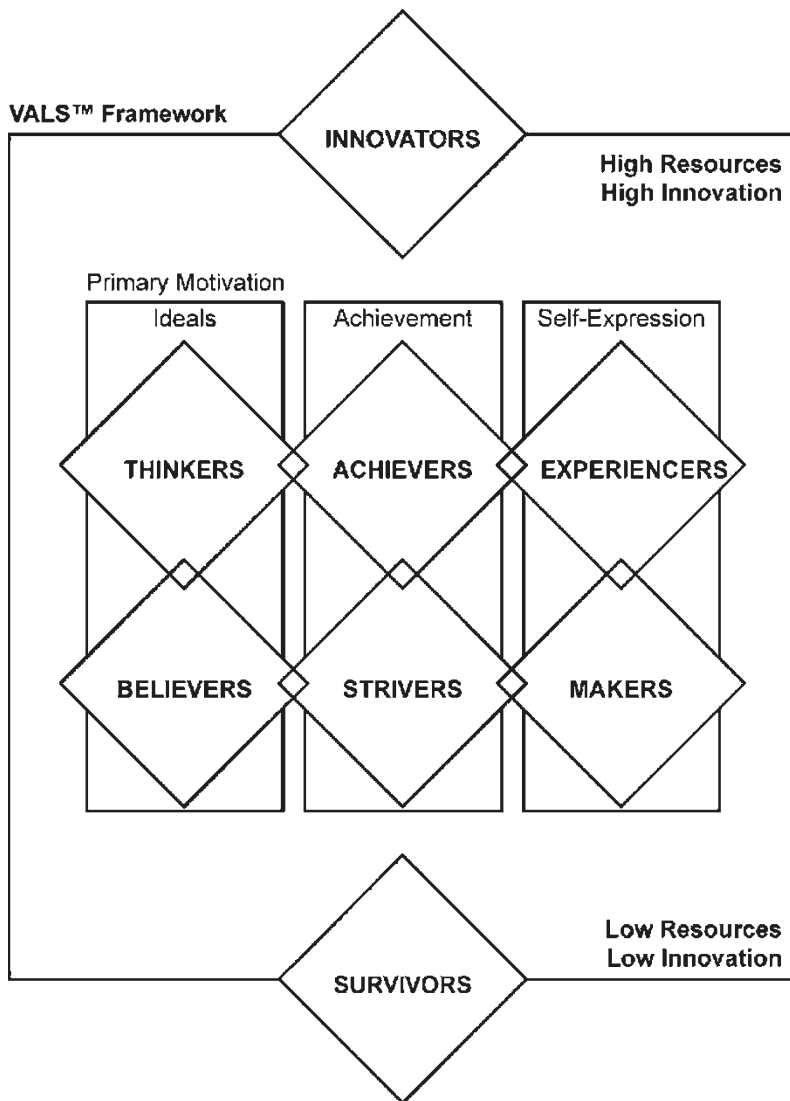 VALS™ Framework
INNOVATORS
High Resources
High Innovation
Primary Motivation
Ideals
Achievement
Self-Expression
THINKERS
ACHIEVERS
EXPERIENCERS
BELIEVERS
STRIVERS
MAKERS
Low Resources
Low Innovation
SURVIVORS